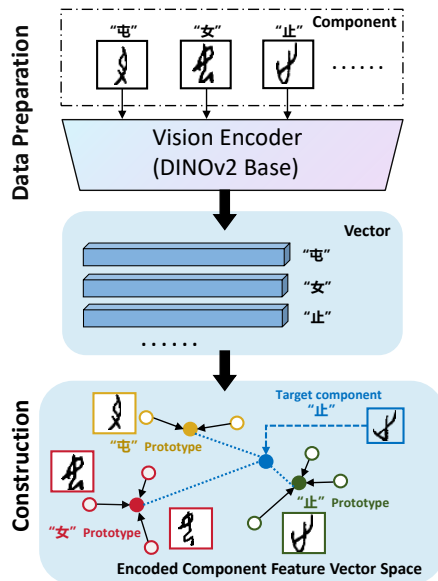 Data Preparation
Component
“屯”
“女”
“止”
......
Vision Encoder
(DINOv2 Base)
Vector
“屯”
“女”
“止”
......
Construction
Target component
“止”
“屯” Prototype
“止” Prototype
“女” Prototype
Encoded Component Feature Vector Space